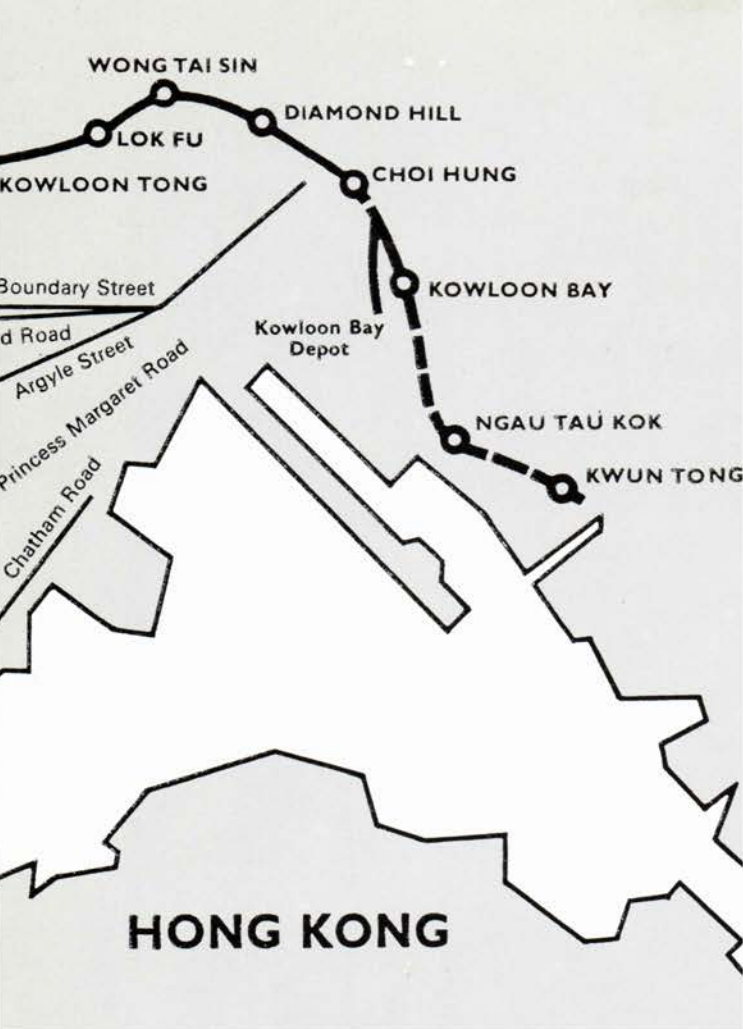 WONG TAI SIN
DIAMOND HILL
LOK FU
CHOI HUNG
KOWLOON TONG
Boundary Street
KOWLOON BAY
d Road
Kowloon Bay
Depot
Argyle Street
Princess Margaret Road
NGAU TAU KOK
KWUN TONG
Chatham Road
HONG KONG